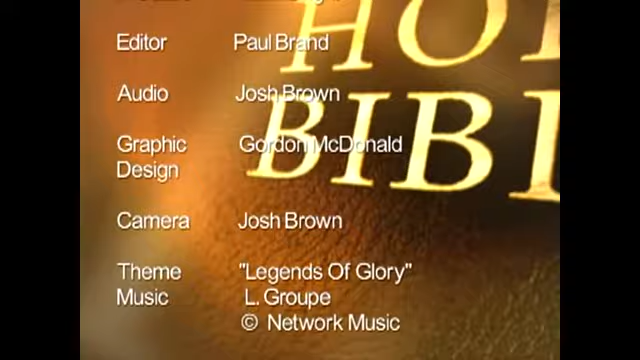 HO
Editor Paul Brand
Audio Josh Brown
BIB
Graphic Design Gordon McDonald
Camera Josh Brown
Theme Music "Legends Of Glory"
L. Groupe
© Network Music